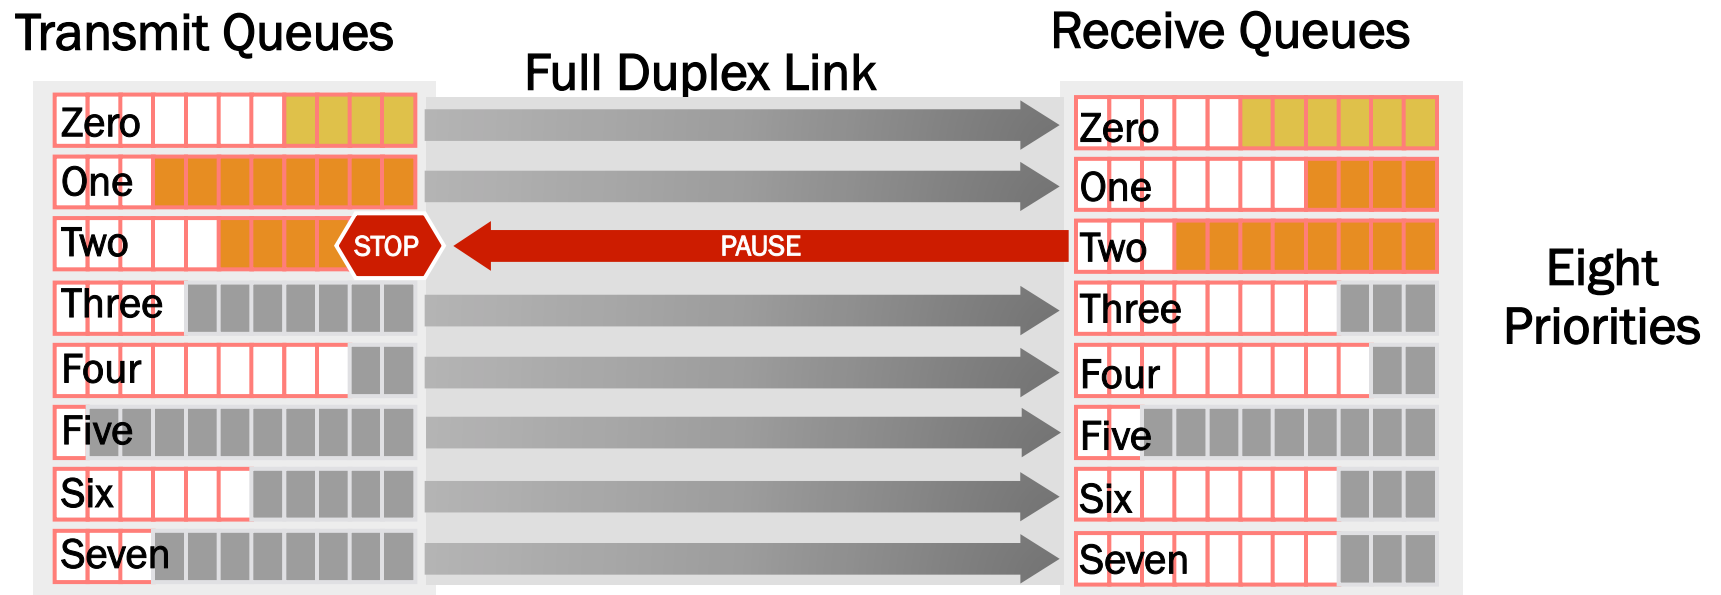 Transmit Queues
Full Duplex Link
Receive Queues
Zero
One
Two
Three
Four
Five
Six
Seven
STOP
PAUSE
Zero
One
Two
Three
Four
Five
Six
Seven
Eight
Priorities